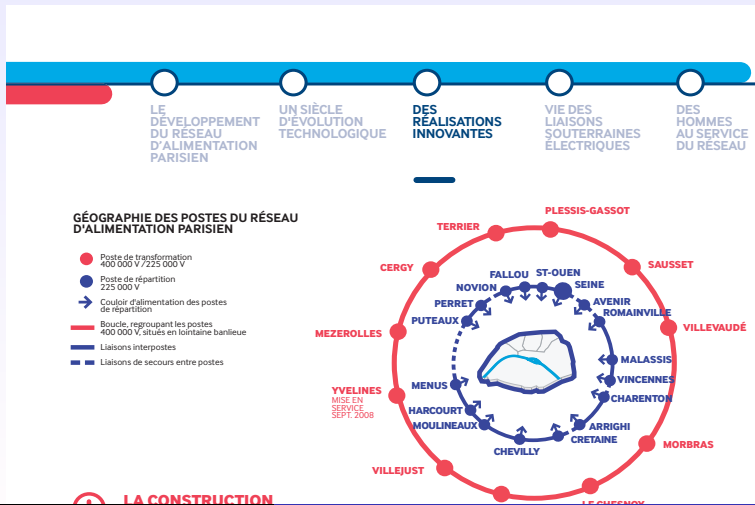 LE
DÉVELOPPEMENT
DU RÉSEAU
D'ALIMENTATION
PARISIEN
UN SIÈCLE
D'ÉVOLUTION
TECHNOLOGIQUE
DES
RÉALISATIONS
INNOVANTES
VIE DES
LIAISONS
SOUTERRAINES
ÉLECTRIQUES
DES
HOMMES
AU SERVICE
DU RÉSEAU
GÉOGRAPHIE DES POSTES DU RÉSEAU
D'ALIMENTATION PARISIEN
Poste de transformation
400 000 V /225 000 V
Poste de répartition
225 000 V
Couloir d'alimentation des postes
de répartition
Boucle, regroupant les postes
400 000 V, situés en lointaine banlieue
Liaisons interpostes
Liaisons de secours entre postes
PLESSIS-GASSOT
TERRIER
CERGY
SAUSSET
FALLOU
ST-OUEN
NOVION
SEINE
PERRET
AVENIR
ROMAINVILLE
PUTEAUX
MEZEROLLES
VILLEVAUDÉ
MALASSIS
VINCENNES
MENUS
YVELINES
MISE EN
SERVICE
SEPT. 2008
CHARENTON
HARCOURT
MOULINEAUX
ARRIGHI
CRETAINE
CHEVILLY
MORBRAS
VILLEJUST
LE CHESNOY
LA CONSTRUCTION